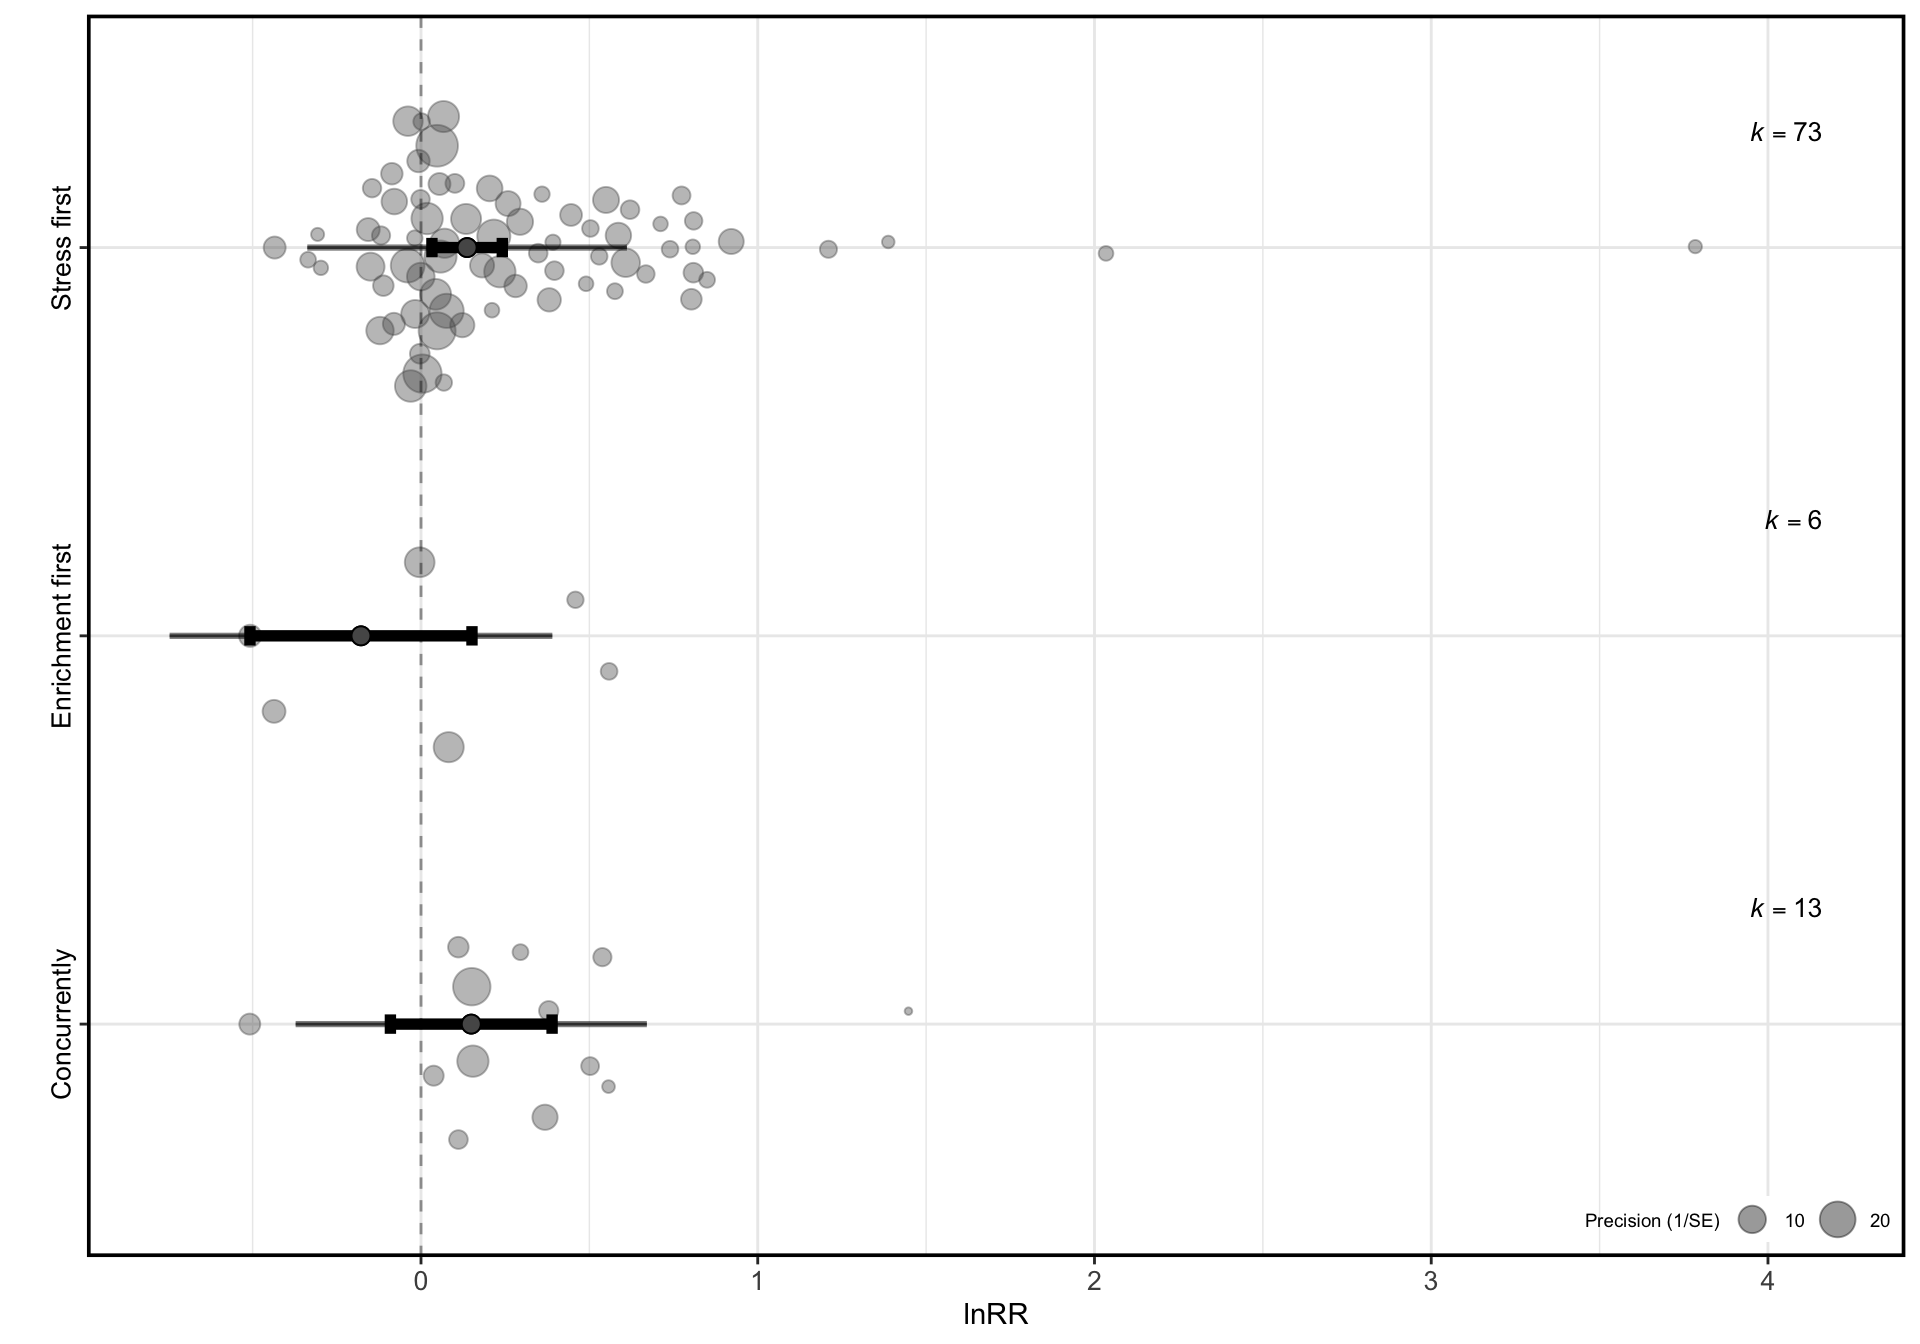 k = 73
Stress first
k = 6
Enrichment first
k = 13
Concurrently
Precision (1/SE) 10 20
0 1 2 3 4
lnRR